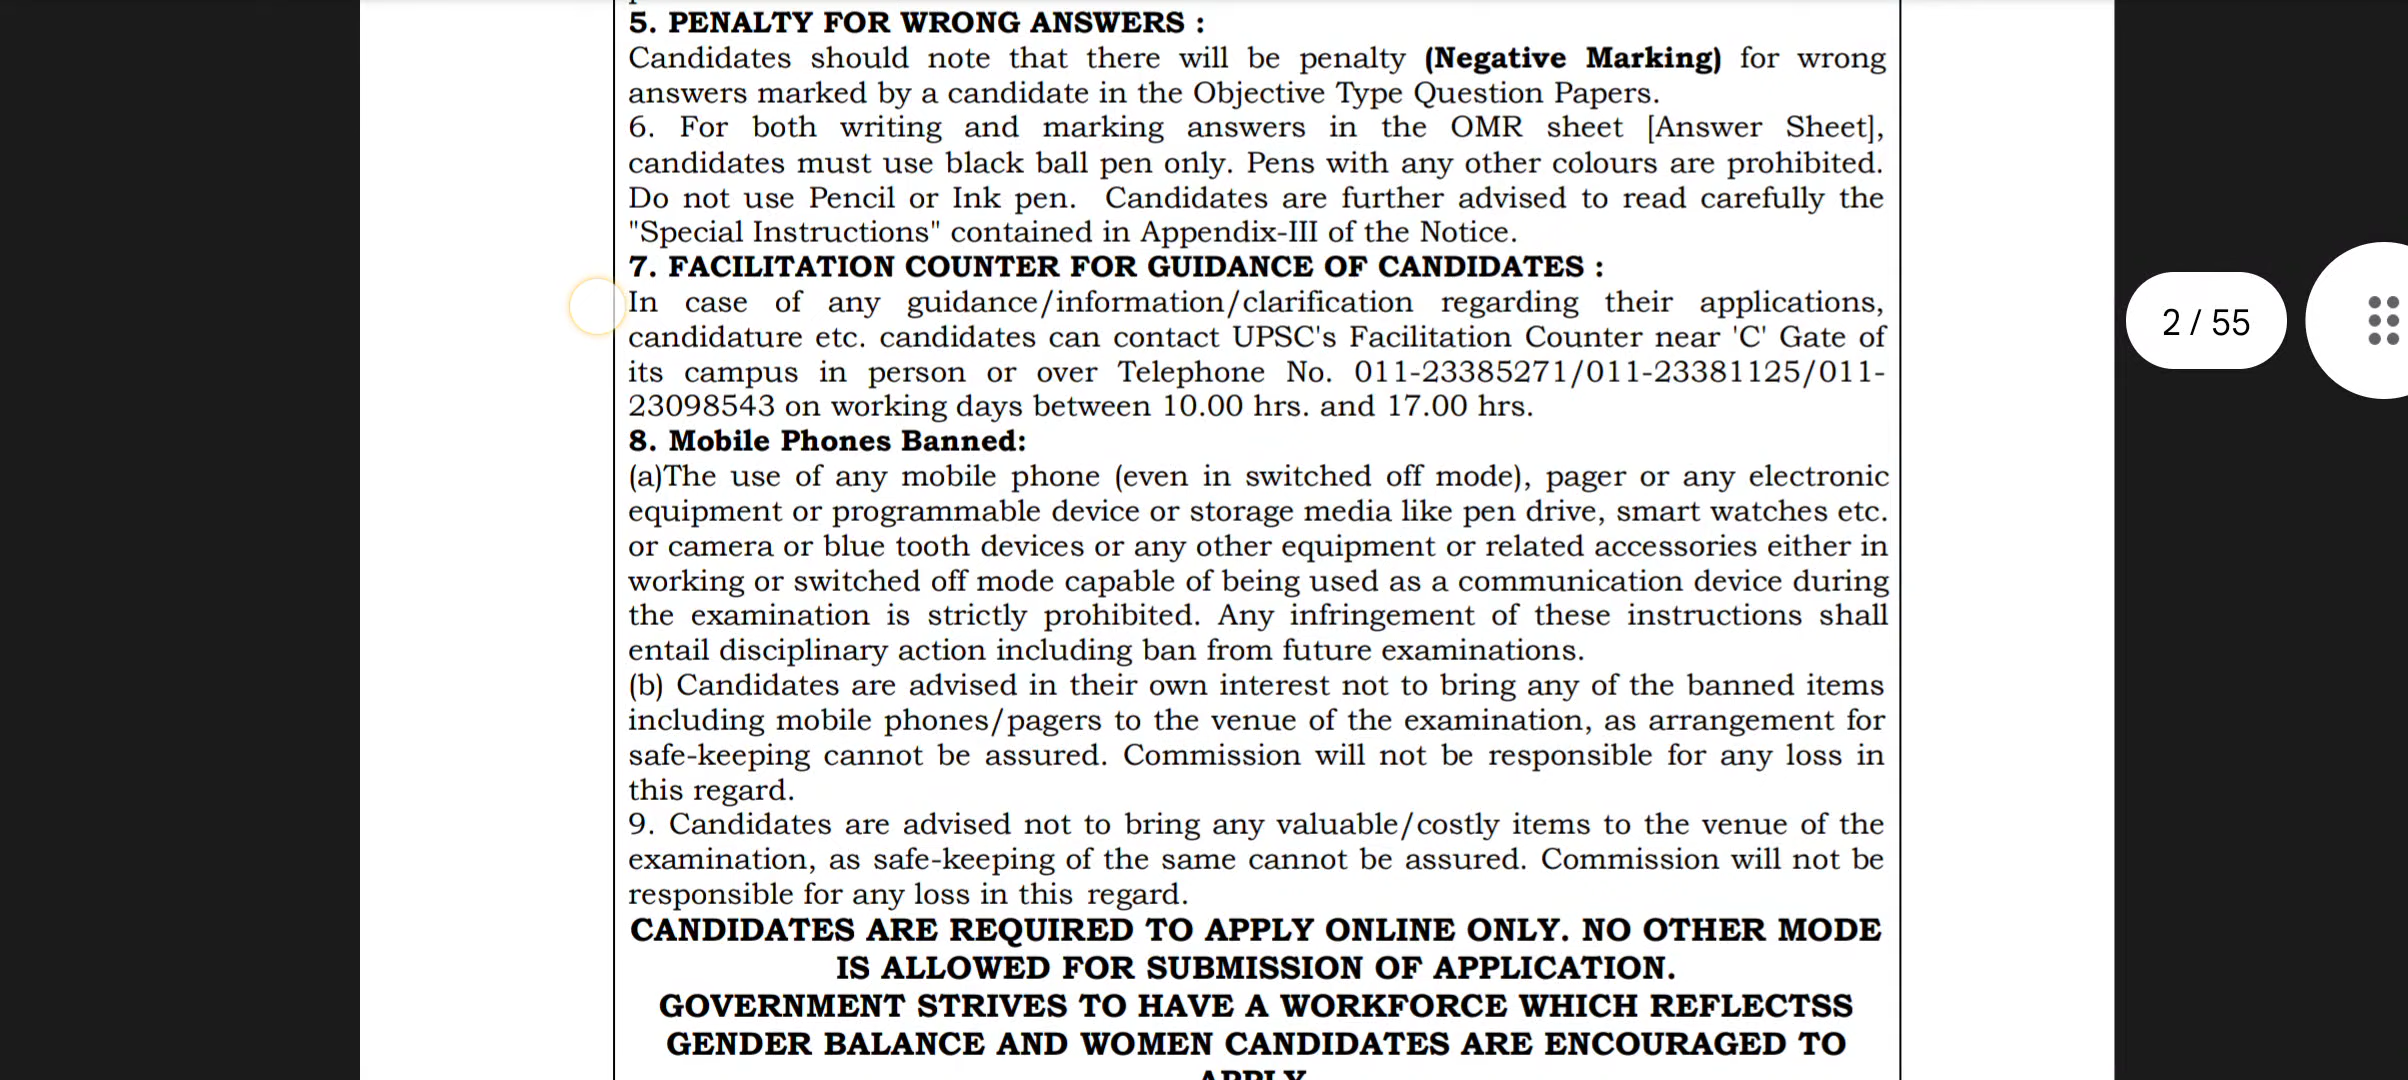 5. PENALTY FOR WRONG ANSWERS :
Candidates should note that there will be penalty (Negative Marking) for wrong
answers marked by a candidate in the Objective Type Question Papers.
6. For both writing and marking answers in the OMR sheet [Answer Sheet],
candidates must use black ball pen only. Pens with any other colours are prohibited.
Do not use Pencil or Ink pen. Candidates are further advised to read carefully the
"Special Instructions" contained in Appendix-III of the Notice.
7. FACILITATION COUNTER FOR GUIDANCE OF CANDIDATES :
In case of any guidance/information/clarification regarding their applications,
candidature etc. candidates can contact UPSC's Facilitation Counter near 'C' Gate of
its campus in person or over Telephone No. 011-23385271/011-23381125/011-
23098543 on working days between 10.00 hrs. and 17.00 hrs.
8. Mobile Phones Banned:
(a)The use of any mobile phone (even in switched off mode), pager or any electronic
equipment or programmable device or storage media like pen drive, smart watches etc.
or camera or blue tooth devices or any other equipment or related accessories either in
working or switched off mode capable of being used as a communication device during
the examination is strictly prohibited. Any infringement of these instructions shall
entail disciplinary action including ban from future examinations.
(b) Candidates are advised in their own interest not to bring any of the banned items
including mobile phones/pagers to the venue of the examination, as arrangement for
safe-keeping cannot be assured. Commission will not be responsible for any loss in
this regard.
9. Candidates are advised not to bring any valuable/costly items to the venue of the
examination, as safe-keeping of the same cannot be assured. Commission will not be
responsible for any loss in this regard.
CANDIDATES ARE REQUIRED TO APPLY ONLINE ONLY. NO OTHER MODE
IS ALLOWED FOR SUBMISSION OF APPLICATION.
GOVERNMENT STRIVES TO HAVE A WORKFORCE WHICH REFLECTSS
GENDER BALANCE AND WOMEN CANDIDATES ARE ENCOURAGED TO
APPLY
2 / 55